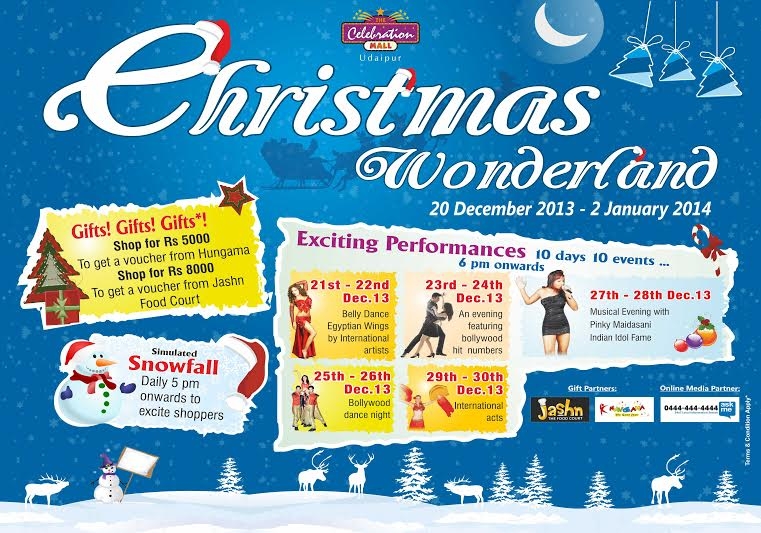 THE
Celebration
MALL
Udaipur
Christmas
Wonderland
20 December 2013 - 2 January 2014
Gifts! Gifts! Gifts*!
Shop for Rs 5000
To get a voucher from Hungama
Shop for Rs 8000
To get a voucher from Jashn
Food Court
Simulated
Snowfall
Daily 5 pm
onwards to
excite shoppers
Exciting Performances 10 days 10 events ...
6 pm onwards
21st - 22nd
Dec.13
Belly Dance
Egyptian Wings
by International
artists
23rd - 24th
Dec.13
An evening
featuring
bollywood
hit numbers
27th - 28th Dec.13
Musical Evening with
Pinky Maidasani
Indian Idol Fame
25th - 26th
Dec.13
Bollywood
dance night
29th - 30th
Dec.13
International
acts
Gift Partners:
Jashn
THE FOOD COURT
Online Media Partner:
0444-444-4444
ask
me
Terms & Condition Apply*